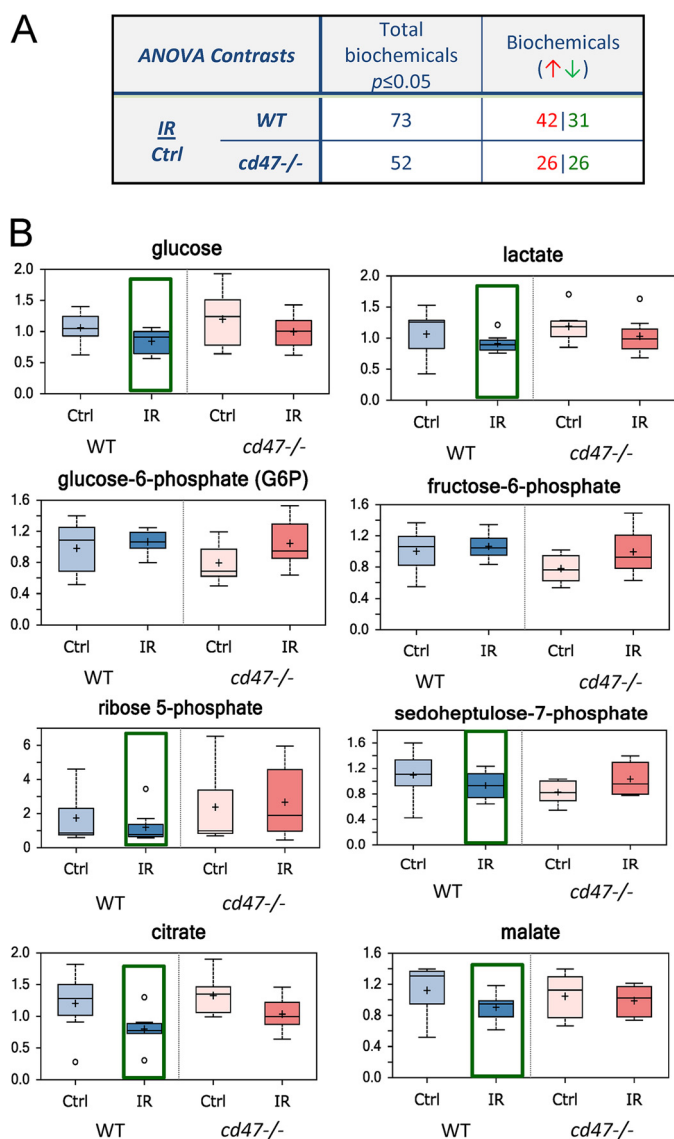 A
ANOVA Contrasts
Total biochemicals p≤0.05
Biochemicals (↑↓)
IR
Ctrl
WT
73
42|31
cd47-/-
52
26|26
B
glucose
2.0
1.5
1.0
0.5
0.0
Ctrl IR Ctrl IR
WT cd47-/-
lactate
2.0
1.5
1.0
0.5
0.0
Ctrl IR Ctrl IR
WT cd47-/-
glucose-6-phosphate (G6P)
1.6
1.2
0.8
0.4
0
Ctrl IR Ctrl IR
WT cd47-/-
fructose-6-phosphate
1.6
1.2
0.8
0.4
0
Ctrl IR Ctrl IR
WT cd47-/-
ribose 5-phosphate
6
4
2
0
Ctrl IR Ctrl IR
WT cd47-/-
sedoheptulose-7-phosphate
1.6
1.2
0.8
0.4
0
Ctrl IR Ctrl IR
WT cd47-/-
citrate
2.0
1.5
1.0
0.5
0.0
Ctrl IR Ctrl IR
WT cd47-/-
malate
1.6
1.2
0.8
0.4
0
Ctrl IR Ctrl IR
WT cd47-/-